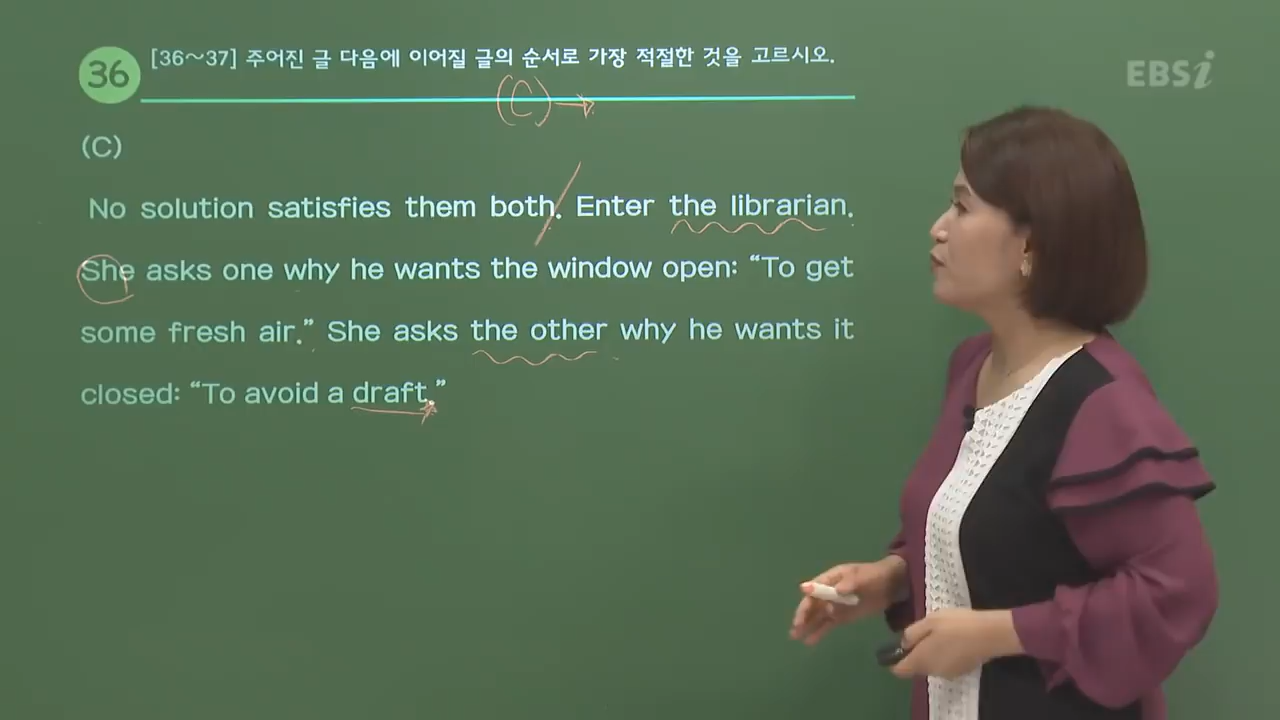 36 [36~37] 주어진 글 다음에 이어질 글의 순서로 가장 적절한 것을 고르시오.
EBSi
(C) →
(C)
No solution satisfies them both. Enter the librarian.
She asks one why he wants the window open: “To get
some fresh air.” She asks the other why he wants it
closed: “To avoid a draft.”